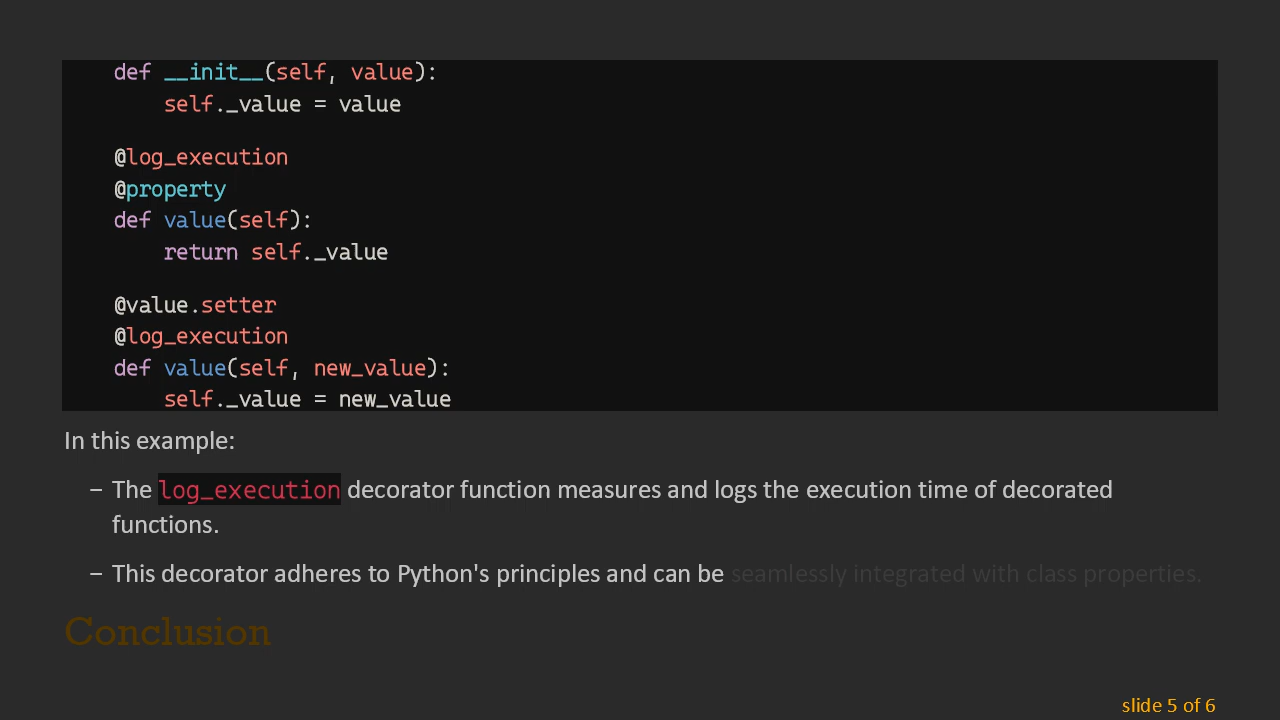 def __init__(self, value):
self._value = value
@log_execution
@property
def value(self):
return self._value
@value.setter
@log_execution
def value(self, new_value):
self._value = new_value
In this example:
– The log_execution decorator function measures and logs the execution time of decorated
functions.
– This decorator adheres to Python's principles and can be seamlessly integrated with class properties.
Conclusion
slide 5 of 6